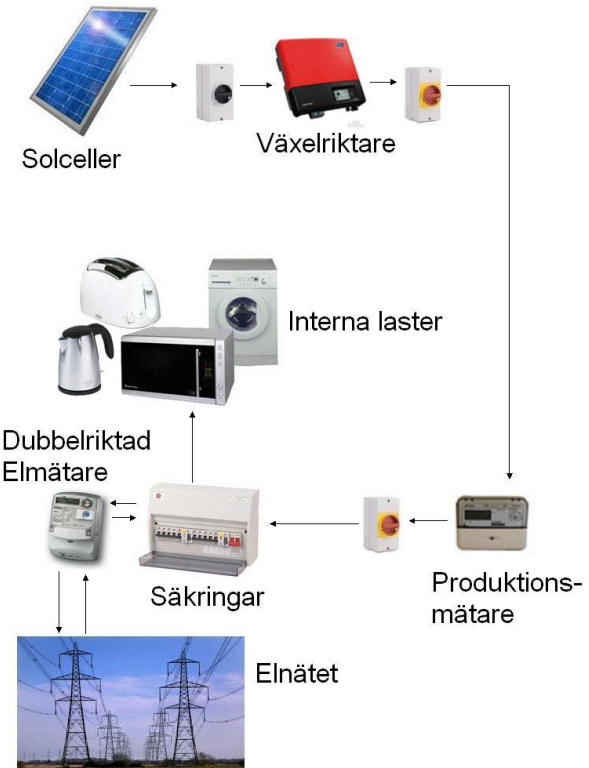 Solceller
Växelriktare
Interna laster
Dubbelriktad
Elmätare
Säkringar
Produktions-
mätare
Elnätet